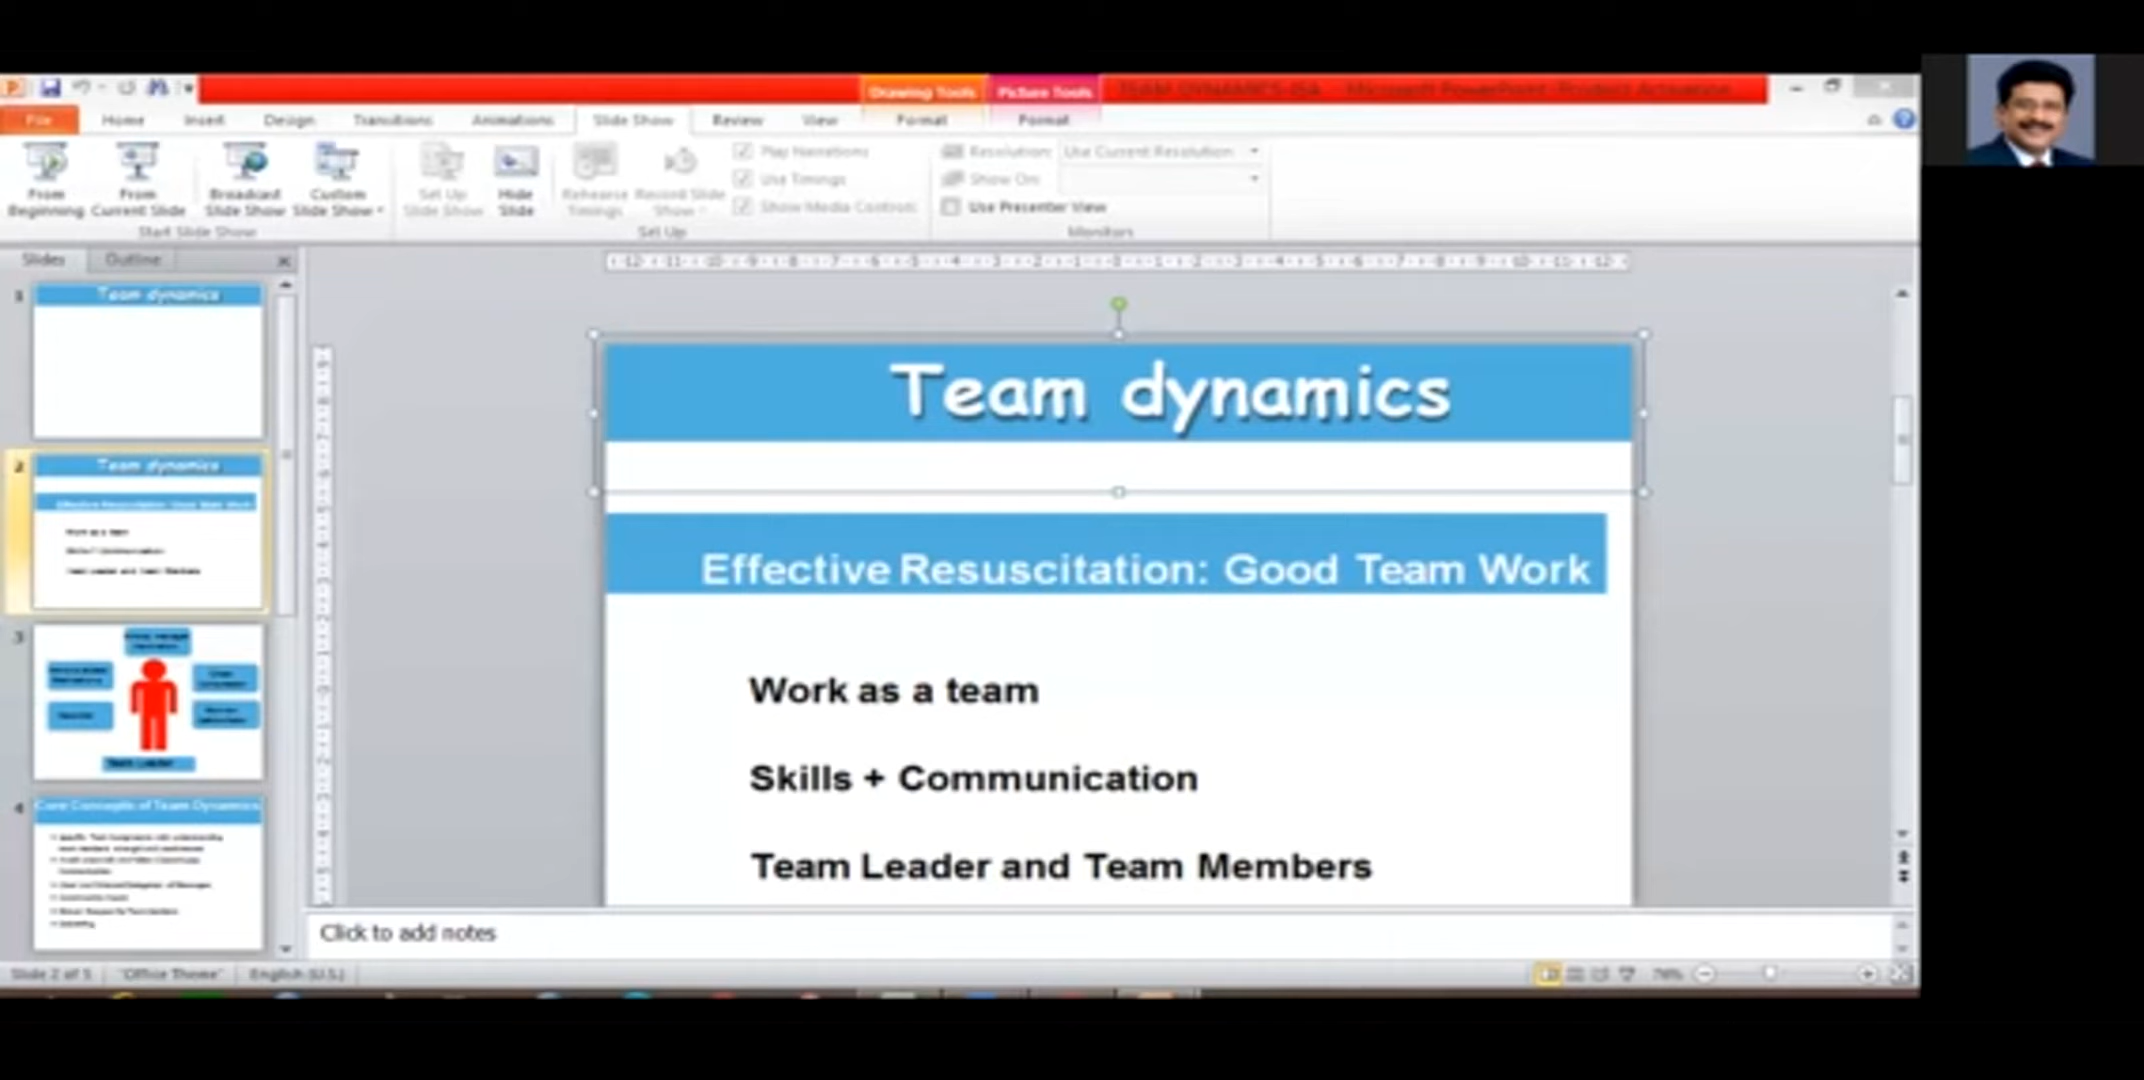 Drawing Tools
Picture Tools
TEAM DYNAMICS-ISA - Microsoft PowerPoint (Product Activation
File
Home
Insert
Design
Transitions
Animations
Slide Show
Review
View
Format
Format
From Beginning
From Current Slide
Broadcast Slide Show
Custom Slide Show
Set Up Slide Show
Hide Slide
Rehearse Timings
Record Slide Show
Play Narrations
Use Timings
Show Media Controls
Resolution:
Use Current Resolution
Show On:
Use Presenter View
Start Slide Show
Set Up
Monitors
Slides
Outline
1
Team dynamics
2
Team dynamics
Effective Resuscitation: Good Team Work
Work as a team
Skills + Communication
Team Leader and Team Members
3
Team Leader
4
Core Concepts of Team Dynamics
Team dynamics
Effective Resuscitation: Good Team Work
Work as a team
Skills + Communication
Team Leader and Team Members
Click to add notes
Slide 2 of 5
"Office Theme"
English (U.S.)
76%